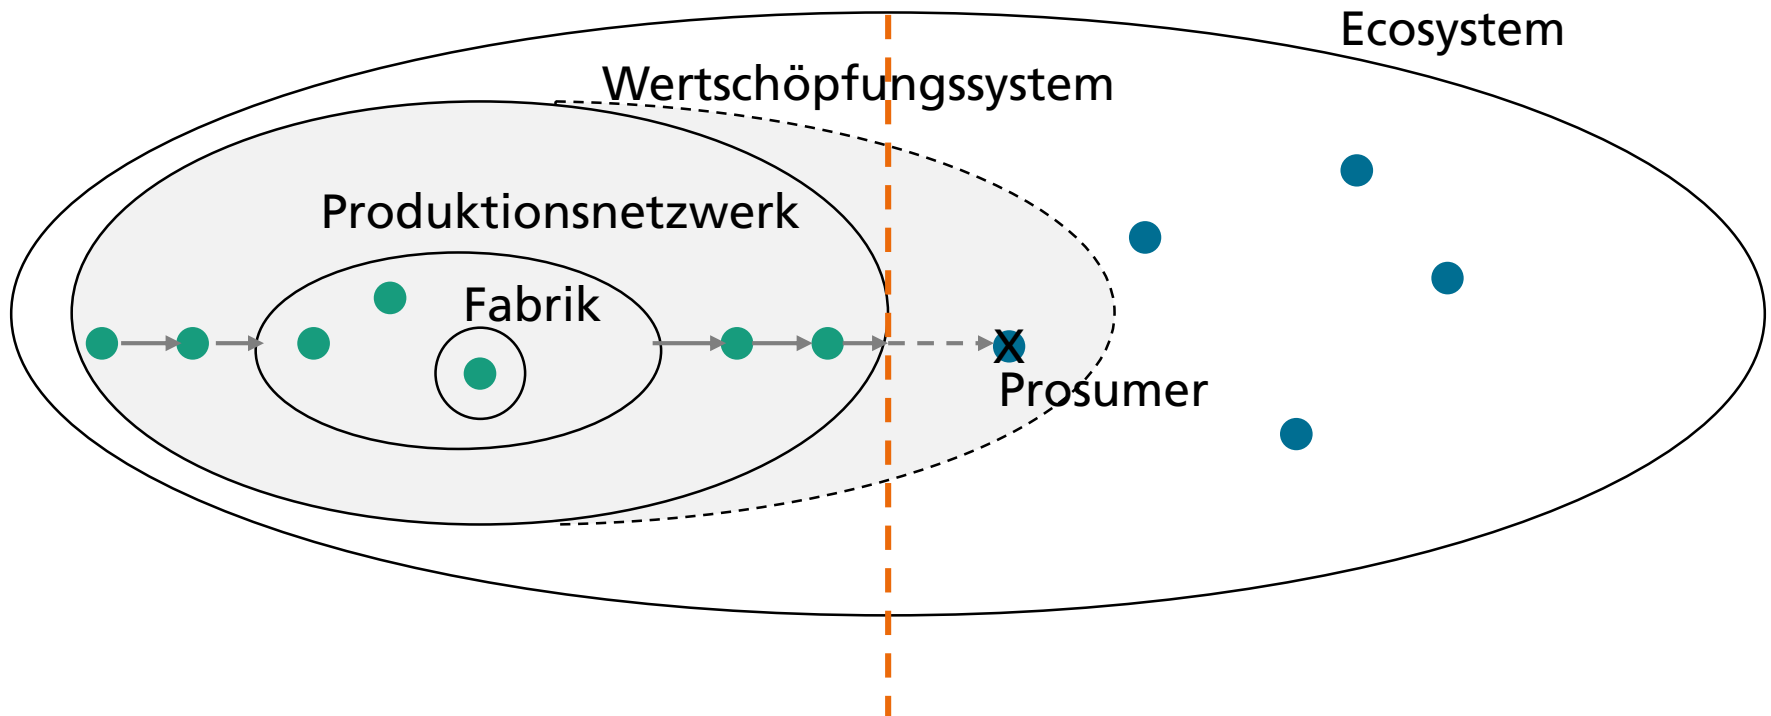 Ecosystem
Wertschöpfungssystem
Produktionsnetzwerk
Fabrik
X
Prosumer